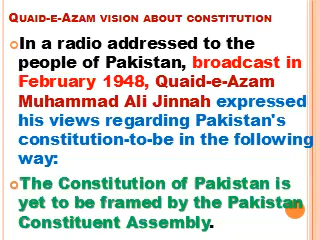 QUAID-E-AZAM VISION ABOUT CONSTITUTION
In a radio addressed to the
people of Pakistan, broadcast in
February 1948, Quaid-e-Azam
Muhammad Ali Jinnah expressed
his views regarding Pakistan's
constitution-to-be in the following
way:
The Constitution of Pakistan is
yet to be framed by the Pakistan
Constituent Assembly.